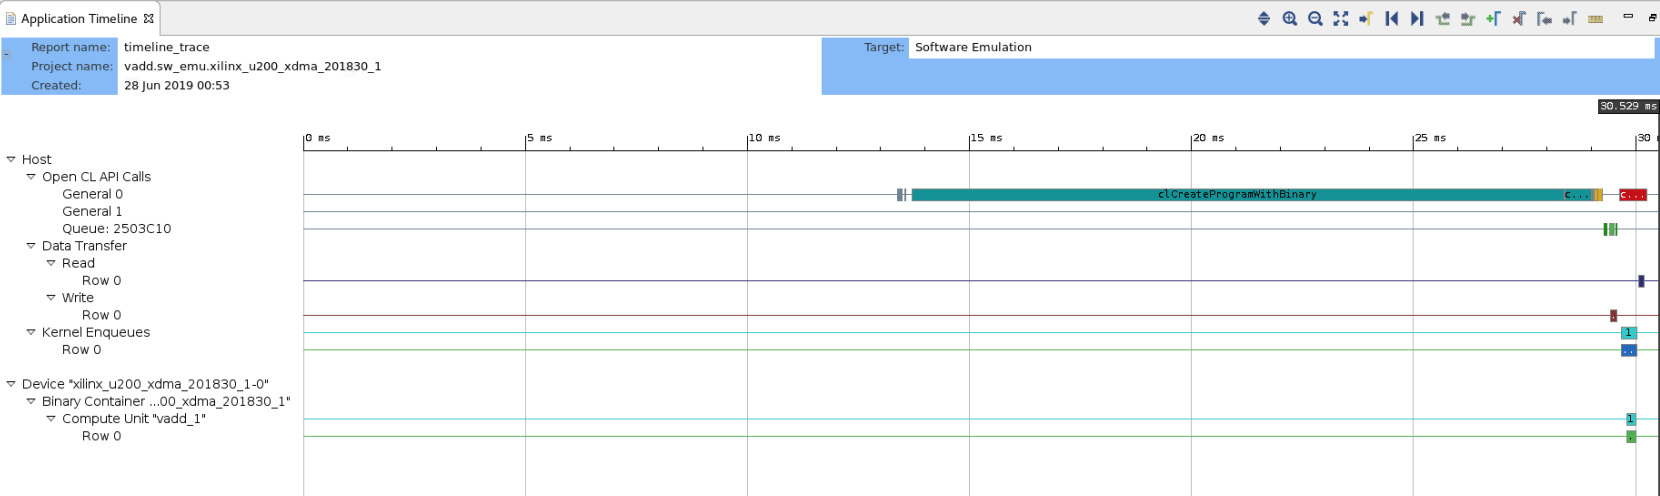 Application Timeline
Report name: timeline_trace
Target: Software Emulation
Project name: vadd.sw_emu.xilinx_u200_xdma_201830_1
Created: 28 Jun 2019 00:53
30.529 ms
0 ms 5 ms 10 ms 15 ms 20 ms 25 ms 30
Host
Open CL API Calls
General 0 clCreateProgramWithBinary c... c...
General 1
Queue: 2503C10
Data Transfer
Read
Row 0
Write
Row 0
Kernel Enqueues 1
Row 0
Device "xilinx_u200_xdma_201830_1-0"
Binary Container ...00_xdma_201830_1"
Compute Unit "vadd_1" 1
Row 0